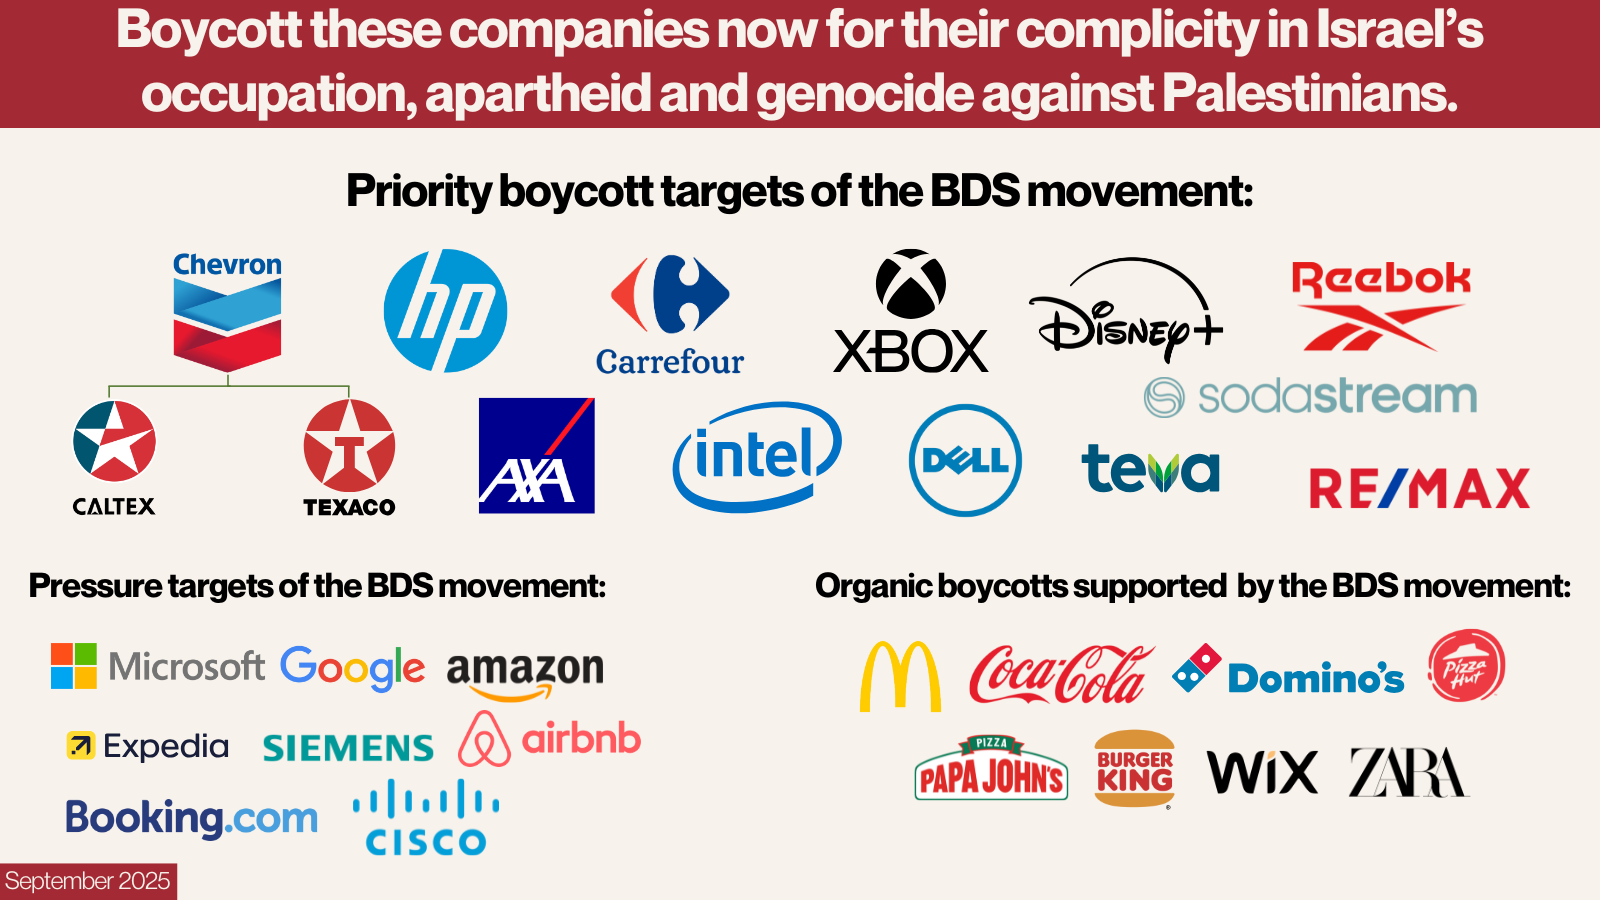 Boycott these companies now for their complicity in Israel's
occupation, apartheid and genocide against Palestinians.
Priority boycott targets of the BDS movement:
Chevron
hp
Carrefour
XBOX
Disney+
Reebok
sodastream
CALTEX
T
TEXACO
AXA
intel
DELL
teva
RE/MAX
Pressure targets of the BDS movement:
Microsoft
Google
amazon
Expedia
SIEMENS
airbnb
Booking.com
CISCO
Organic boycotts supported by the BDS movement:
Coca-Cola
Domino's
Pizza
Hut
PIZZA
PAPA JOHN'S
BURGER
KING
®
WiX
ZARA
September 2025